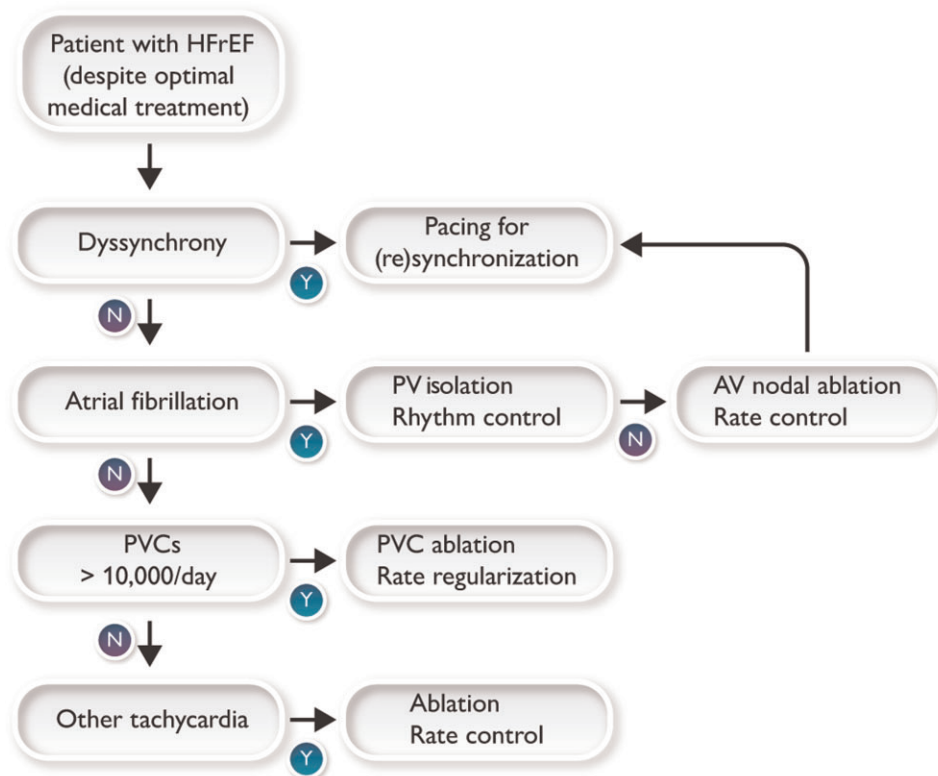 Patient with HFrEF
(despite optimal
medical treatment)
Dyssynchrony
Y
Pacing for
(re)synchronization
N
Atrial fibrillation
Y
PV isolation
Rhythm control
N
AV nodal ablation
Rate control
N
PVCs
> 10,000/day
Y
PVC ablation
Rate regularization
N
Other tachycardia
Y
Ablation
Rate control